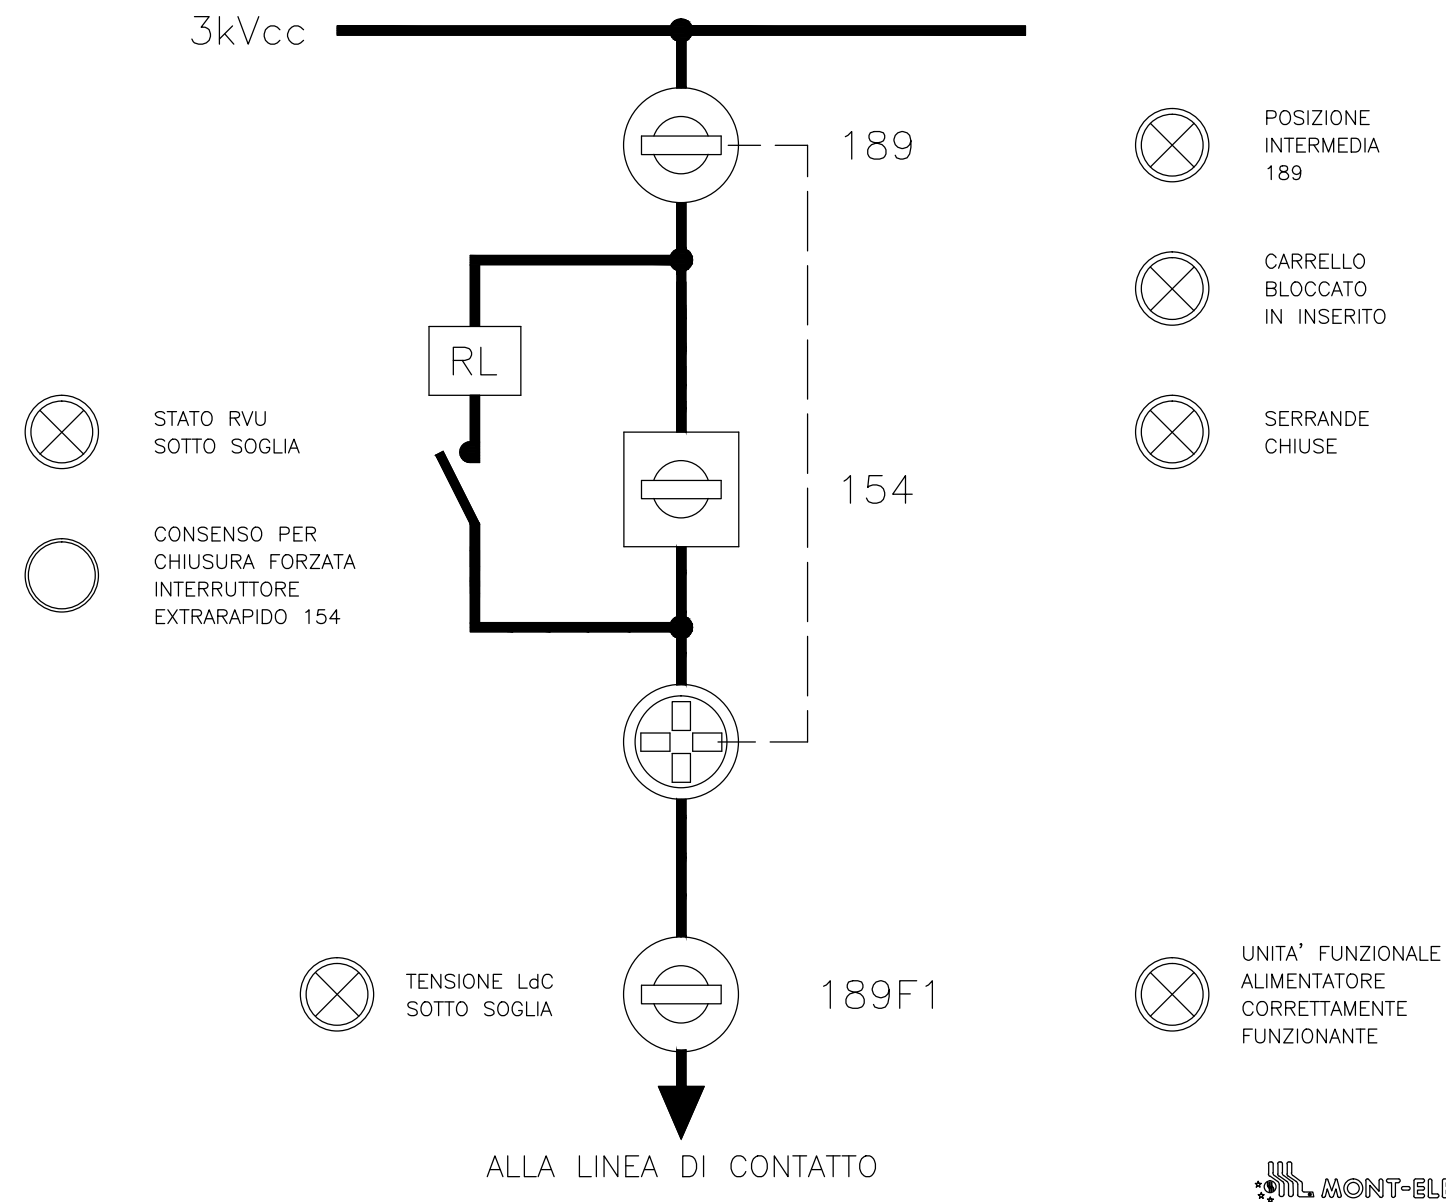 3kVcc
189
POSIZIONE
INTERMEDIA
189
CARRELLO
BLOCCATO
IN INSERITO
RL
STATO RVU
SOTTO SOGLIA
SERRANDE
CHIUSE
154
CONSENSO PER
CHIUSURA FORZATA
INTERRUTTORE
EXTRARAPIDO 154
TENSIONE LdC
SOTTO SOGLIA
189F1
UNITA' FUNZIONALE
ALIMENTATORE
CORRETTAMENTE
FUNZIONANTE
ALLA LINEA DI CONTATTO